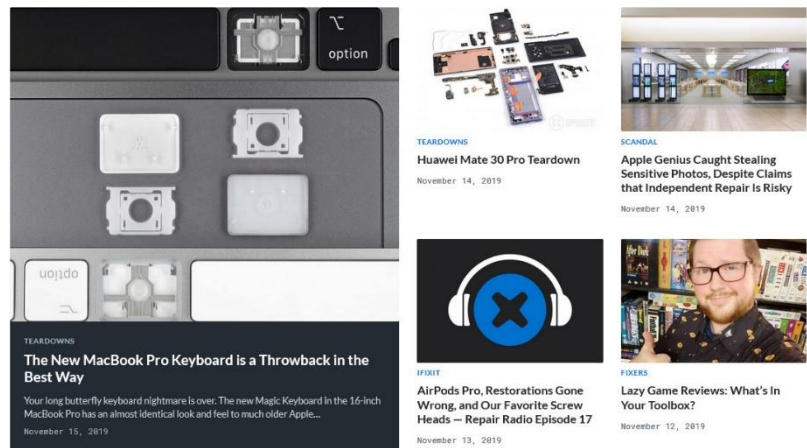 option
option
TEARDOWNS
The New MacBook Pro Keyboard is a Throwback in the
Best Way
Your long butterfly keyboard nightmare is over. The new Magic Keyboard in the 16-inch
MacBook Pro has an almost identical look and feel to much older Apple...
November 15, 2019
TEARDOWNS
Huawei Mate 30 Pro Teardown
November 14, 2019
SCANDAL
Apple Genius Caught Stealing
Sensitive Photos, Despite Claims
that Independent Repair Is Risky
November 14, 2019
IFIXIT
AirPods Pro, Restorations Gone
Wrong, and Our Favorite Screw
Heads — Repair Radio Episode 17
November 13, 2019
FIXERS
Lazy Game Reviews: What's In
Your Toolbox?
November 12, 2019